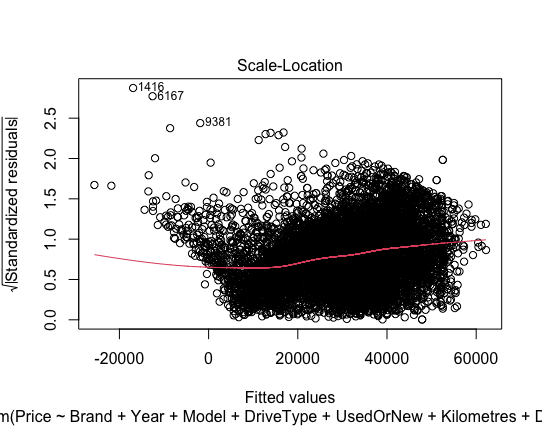 Scale-Location
1416
6167
9381
√|Standardized residuals|
0.0 0.5 1.0 1.5 2.0 2.5
-20000 0 20000 40000 60000
Fitted values
m(Price ~ Brand + Year + Model + DriveType + UsedOrNew + Kilometres + D